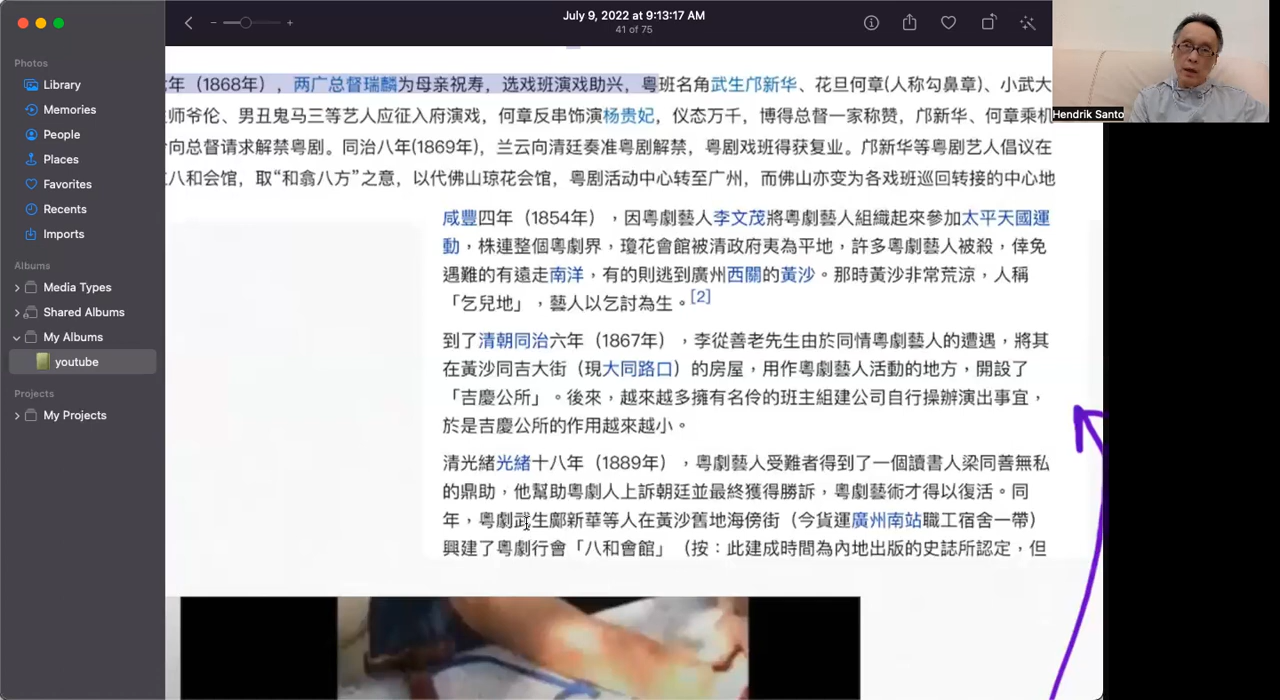 July 9, 2022 at 9:13:17 AM
41 of 75
Hendrik Santo
Photos
Library
Memories
People
Places
Favorites
Recents
Imports
Albums
Media Types
Shared Albums
My Albums
youtube
Projects
My Projects
年（1868年），两广总督瑞麟为母亲祝寿，选戏班演戏助兴，粤班名角武生邝新华、花旦何章(人称勾鼻章)、小武大
师爷伦、男丑鬼马三等艺人应征入府演戏，何章反串饰演杨贵妃，仪态万千，博得总督一家称赞，邝新华、何章乘机
向总督请求解禁粤剧。同治八年(1869年)，兰云向清廷奏准粤剧解禁，粤剧戏班得获复业。邝新华等粤剧艺人倡议在
八和会馆，取“和翕八方”之意，以代佛山琼花会馆，粤剧活动中心转至广州，而佛山亦变为各戏班巡回转接的中心地
咸豐四年（1854年），因粵劇藝人李文茂將粵劇藝人組織起來參加太平天國運
動，株連整個粵劇界，瓊花會館被清政府夷為平地，許多粵劇藝人被殺，倖免
遇難的有遠走南洋，有的則逃到廣州西關的黃沙。那時黃沙非常荒涼，人稱
「乞兒地」，藝人以乞討為生。[2]
到了清朝同治六年（1867年），李從善老先生由於同情粵劇藝人的遭遇，將其
在黃沙同吉大街（現大同路口）的房屋，用作粵劇藝人活動的地方，開設了
「吉慶公所」。後來，越來越多擁有名伶的班主組建公司自行操辦演出事宜，
於是吉慶公所的作用越來越小。
清光緒光緒十八年（1889年），粵劇藝人受難者得到了一個讀書人梁同善無私
的鼎助，他幫助粵劇人上訴朝廷並最終獲得勝訴，粵劇藝術才得以復活。同
年，粵劇武生鄺新華等人在黃沙舊地海傍街（今貨運廣州南站職工宿舍一帶）
興建了粵劇行會「八和會館」（按：此建成時間為內地出版的史誌所認定，但